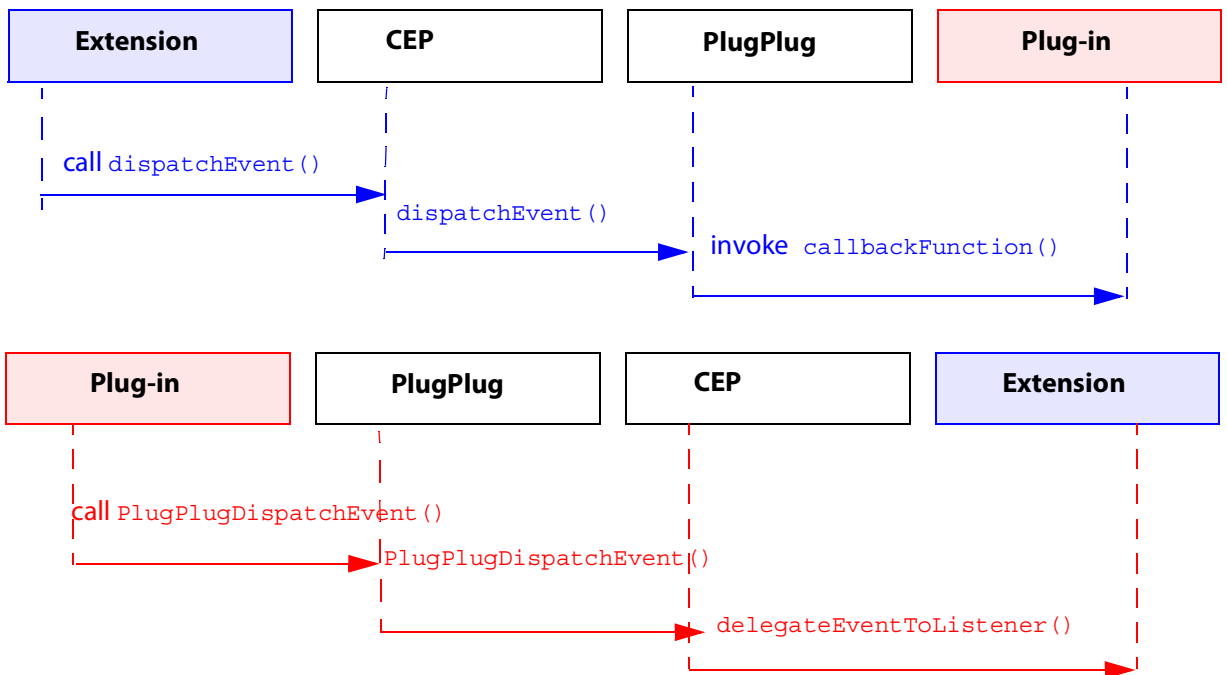 Extension CEP PlugPlug Plug-in
call dispatchEvent()
dispatchEvent()
invoke callbackFunction()
Plug-in PlugPlug CEP Extension
call PlugPlugDispatchEvent()
PlugPlugDispatchEvent()
delegateEventToListener()